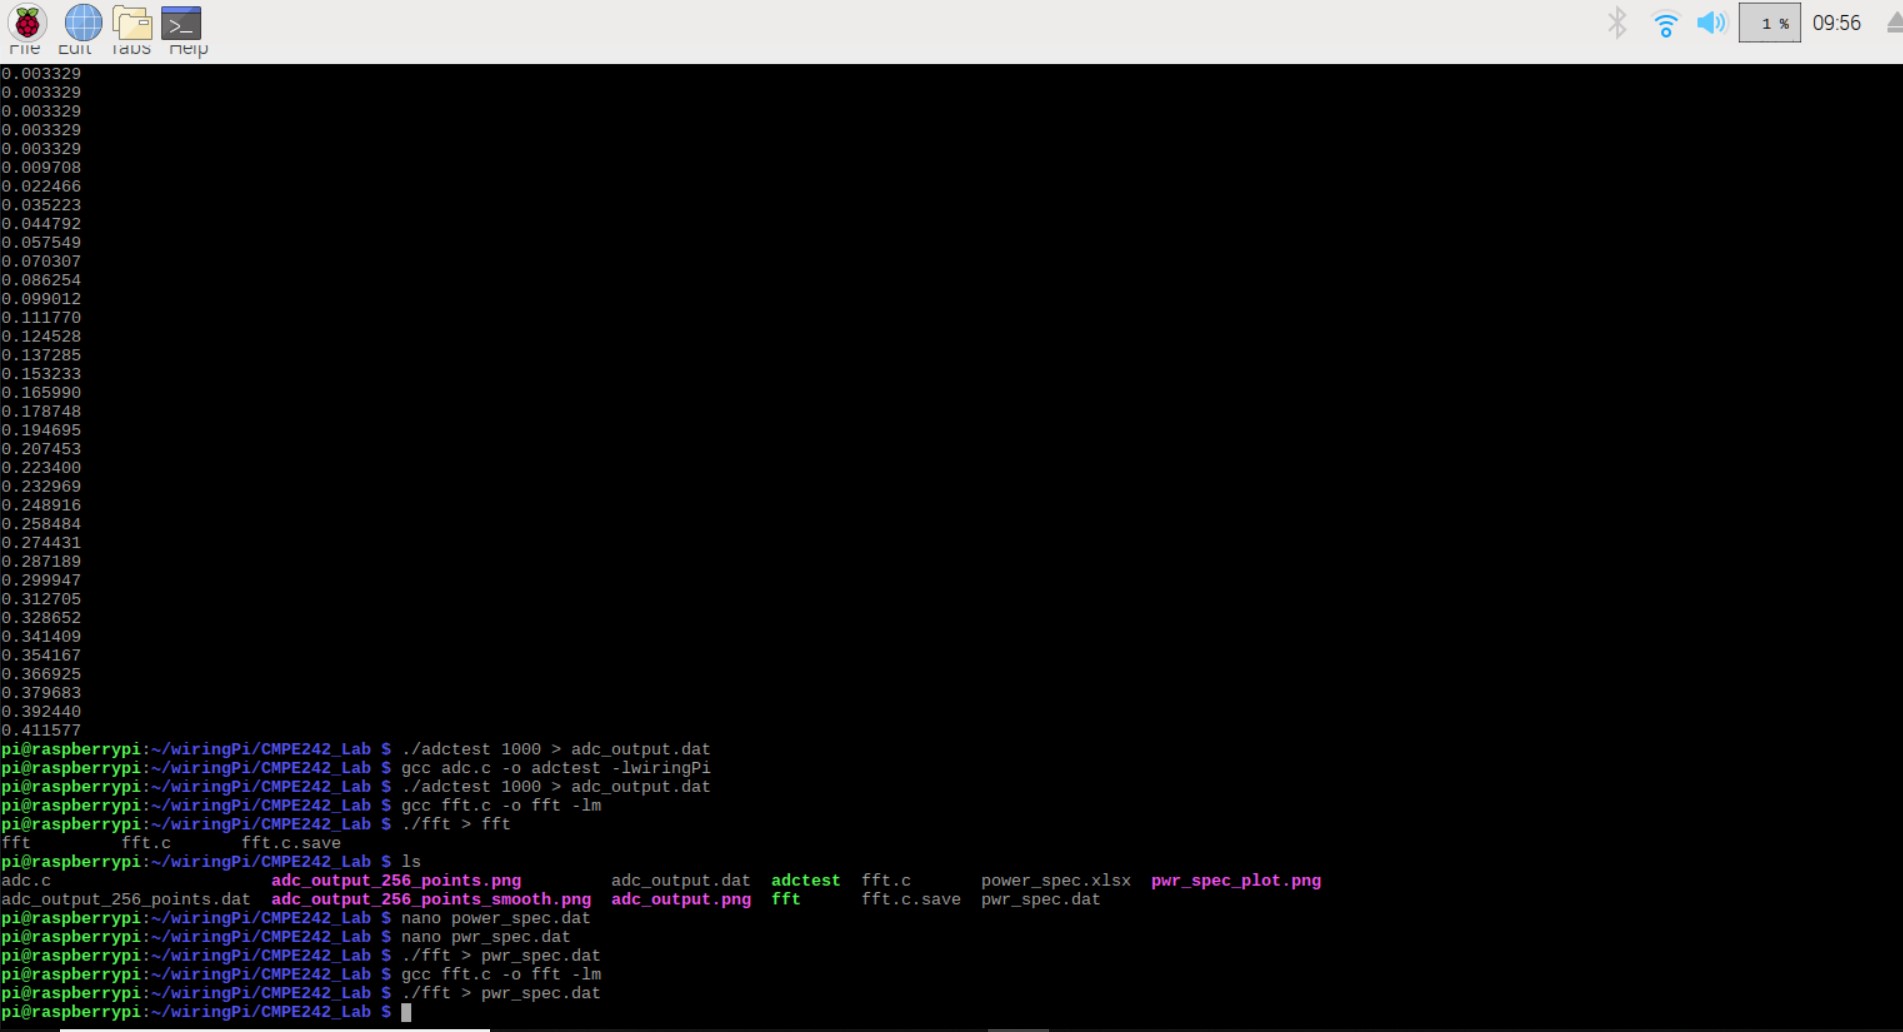 1 % 09:56
File Edit Tabs Help
0.003329
0.003329
0.003329
0.003329
0.003329
0.009708
0.022466
0.035223
0.044792
0.057549
0.070307
0.086254
0.099012
0.111770
0.124528
0.137285
0.153233
0.165990
0.178748
0.194695
0.207453
0.223400
0.232969
0.248916
0.258484
0.274431
0.287189
0.299947
0.312705
0.328652
0.341409
0.354167
0.366925
0.379683
0.392440
0.411577
pi@raspberrypi:~/wiringPi/CMPE242_Lab $ ./adctest 1000 > adc_output.dat
pi@raspberrypi:~/wiringPi/CMPE242_Lab $ gcc adc.c -o adctest -lwiringPi
pi@raspberrypi:~/wiringPi/CMPE242_Lab $ ./adctest 1000 > adc_output.dat
pi@raspberrypi:~/wiringPi/CMPE242_Lab $ gcc fft.c -o fft -lm
pi@raspberrypi:~/wiringPi/CMPE242_Lab $ ./fft > fft
fft fft.c fft.c.save
pi@raspberrypi:~/wiringPi/CMPE242_Lab $ ls
adc.c adc_output_256_points.png adc_output.dat adctest fft.c power_spec.xlsx pwr_spec_plot.png
adc_output_256_points.dat adc_output_256_points_smooth.png adc_output.png fft fft.c.save pwr_spec.dat
pi@raspberrypi:~/wiringPi/CMPE242_Lab $ nano power_spec.dat
pi@raspberrypi:~/wiringPi/CMPE242_Lab $ nano pwr_spec.dat
pi@raspberrypi:~/wiringPi/CMPE242_Lab $ ./fft > pwr_spec.dat
pi@raspberrypi:~/wiringPi/CMPE242_Lab $ gcc fft.c -o fft -lm
pi@raspberrypi:~/wiringPi/CMPE242_Lab $ ./fft > pwr_spec.dat
pi@raspberrypi:~/wiringPi/CMPE242_Lab $